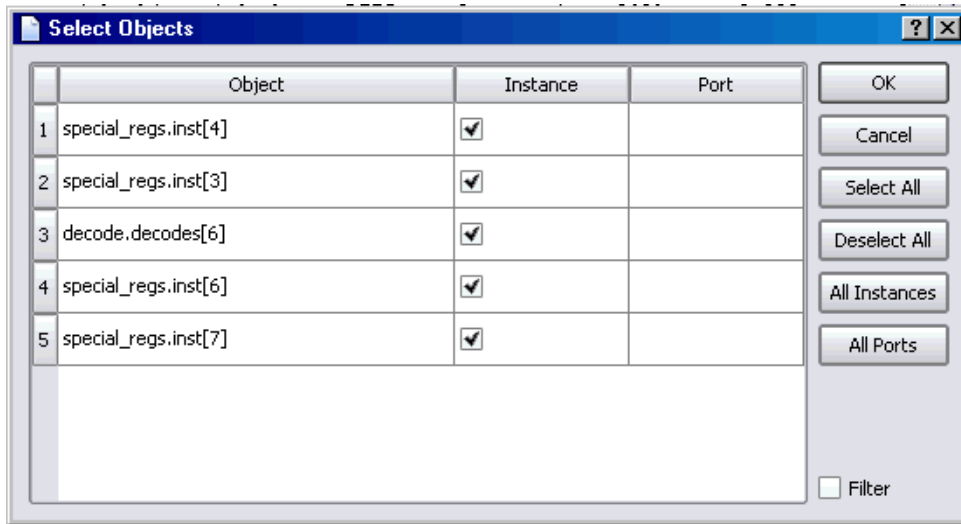 Select Objects
Object Instance Port
1 special_regs.inst[4]
2 special_regs.inst[3]
3 decode.decodes[6]
4 special_regs.inst[6]
5 special_regs.inst[7]
OK
Cancel
Select All
Deselect All
All Instances
All Ports
Filter